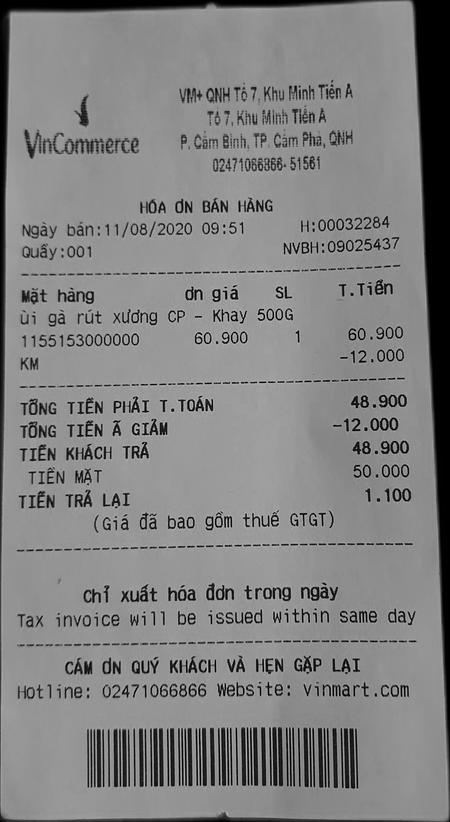 VinCommerce
VM+ QNH Tổ 7, Khu Minh Tiến A
Tổ 7, Khu Minh Tiến A
P. Cẩm Bình, TP. Cẩm Phả, QNH
02471066866-51561
HÓA ƠN BÁN HÀNG
Ngày bán:11/08/2020 09:51 H:00032284
Quầy:001 NVBH:09025437
Mặt hàng ơn giá SL T.Tiền
ùi gà rút xương CP - Khay 500G
1155153000000 60.900 1 60.900
KM -12.000
TỔNG TIỀN PHẢI T.TOÁN 48.900
TỔNG TIỀN Ã GIẢM -12.000
TIỀN KHÁCH TRẢ 48.900
TIỀN MẶT 50.000
TIỀN TRẢ LẠI 1.100
(Giá đã bao gồm thuế GTGT)
Chỉ xuất hóa đơn trong ngày
Tax invoice will be issued within same day
CÁM ƠN QUÝ KHÁCH VÀ HẸN GẶP LẠI
Hotline: 02471066866 Website: vinmart.com